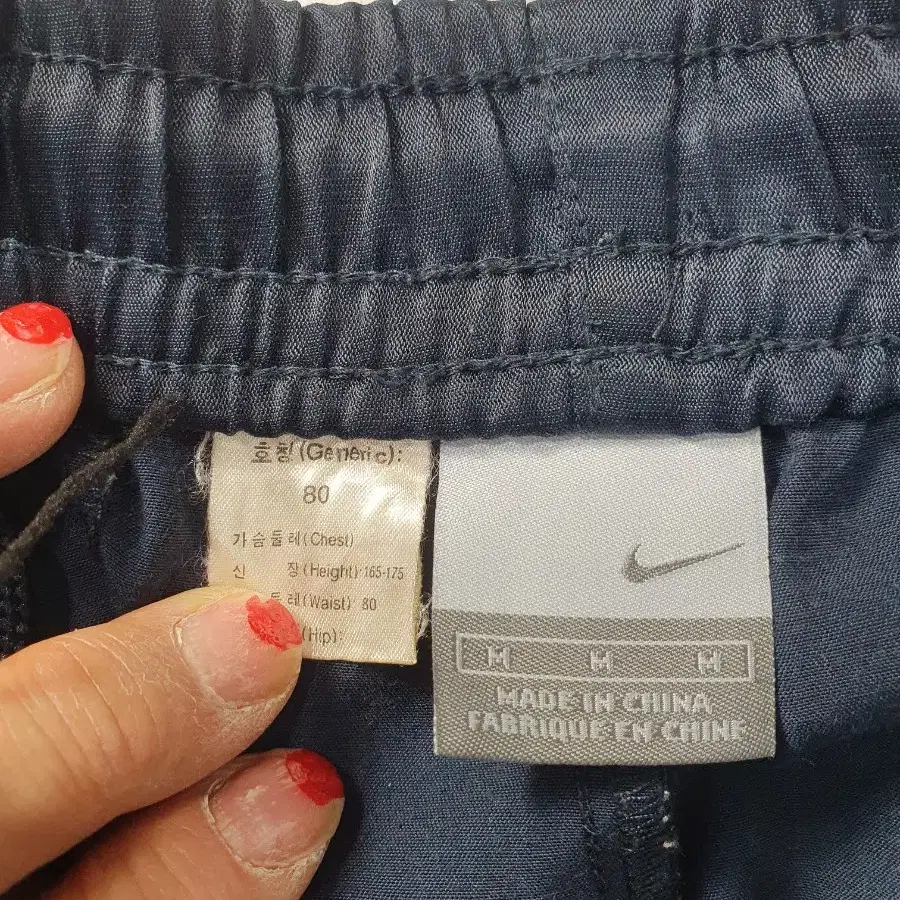 호칭(Generic):
80
가슴둘레(Chest)
신 장(Height):165-175
둘레(Waist): 80
(Hip):
M M M
MADE IN CHINA
FABRIQUE EN CHINE